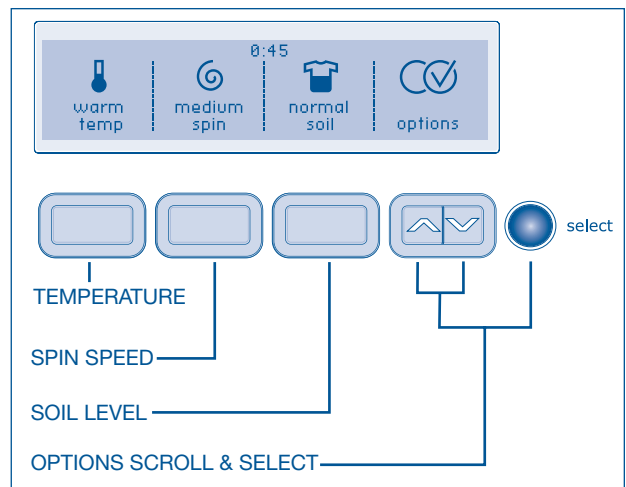 0:45
warm temp
medium spin
normal soil
options
select
TEMPERATURE
SPIN SPEED
SOIL LEVEL
OPTIONS SCROLL & SELECT